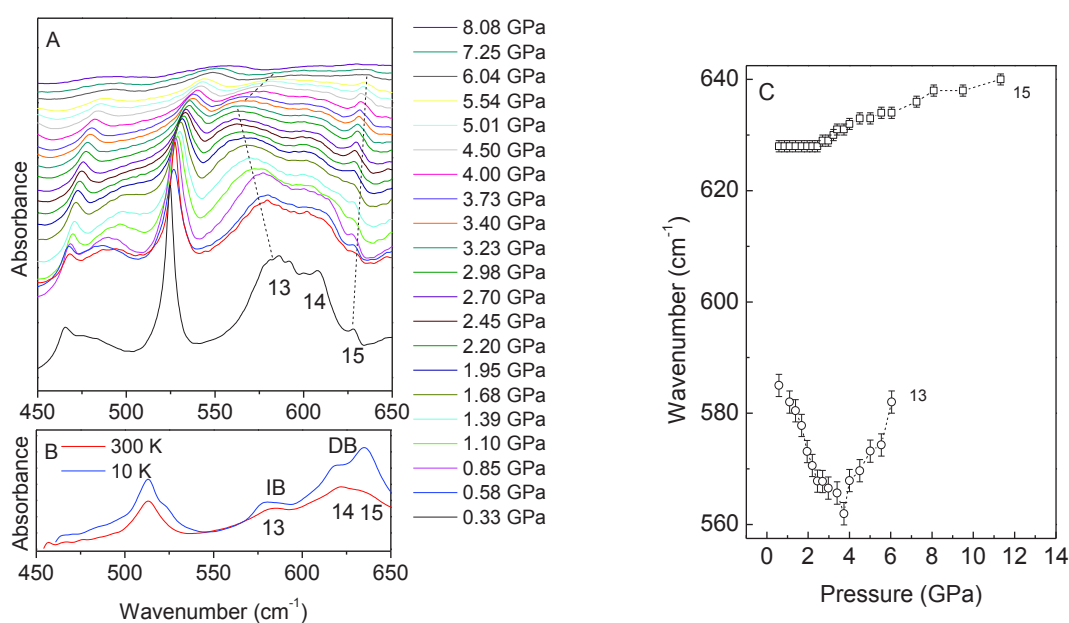 A
Absorbance
13
14
15
450 500 550 600 650
8.08 GPa
7.25 GPa
6.04 GPa
5.54 GPa
5.01 GPa
4.50 GPa
4.00 GPa
3.73 GPa
3.40 GPa
3.23 GPa
2.98 GPa
2.70 GPa
2.45 GPa
2.20 GPa
1.95 GPa
1.68 GPa
1.39 GPa
1.10 GPa
0.85 GPa
0.58 GPa
0.33 GPa
B
300 K
10 K
DB
IB
13
14 15
Absorbance
450 500 550 600 650
Wavenumber (cm⁻¹)
C
15
13
640
620
600
580
560
Wavenumber (cm⁻¹)
0 2 4 6 8 10 12 14
Pressure (GPa)